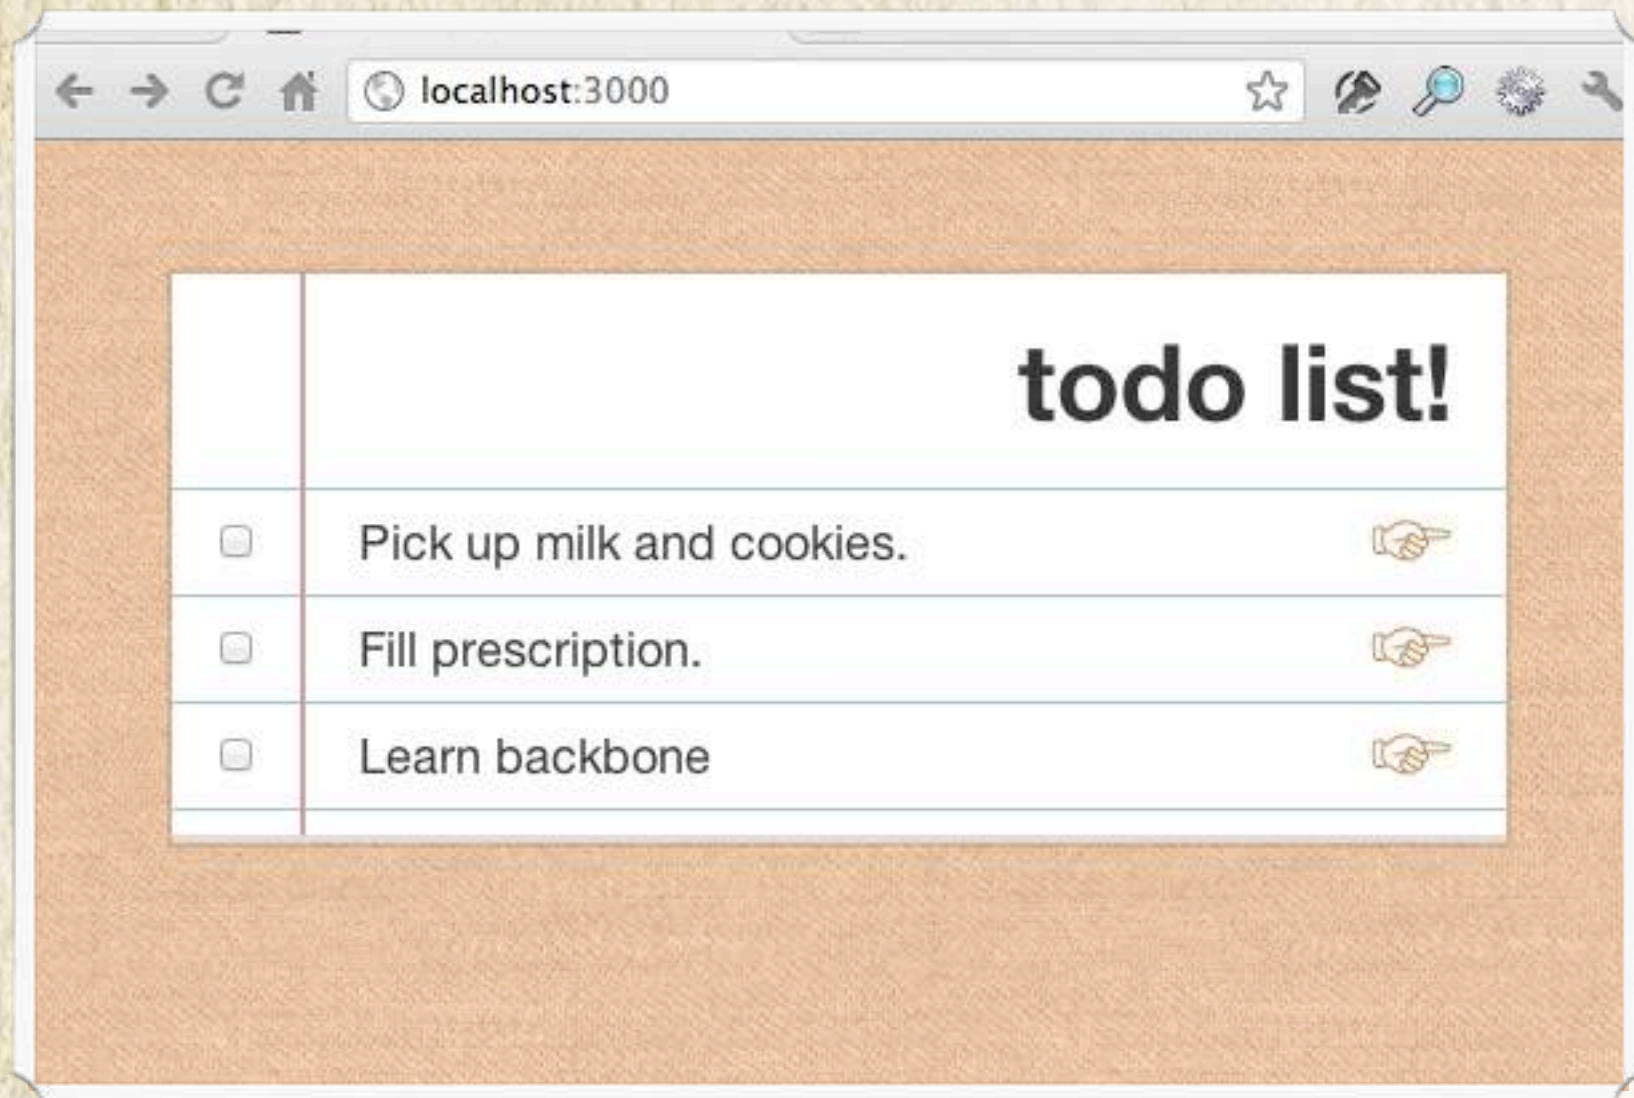 localhost:3000
todo list!
Pick up milk and cookies.
Fill prescription.
Learn backbone